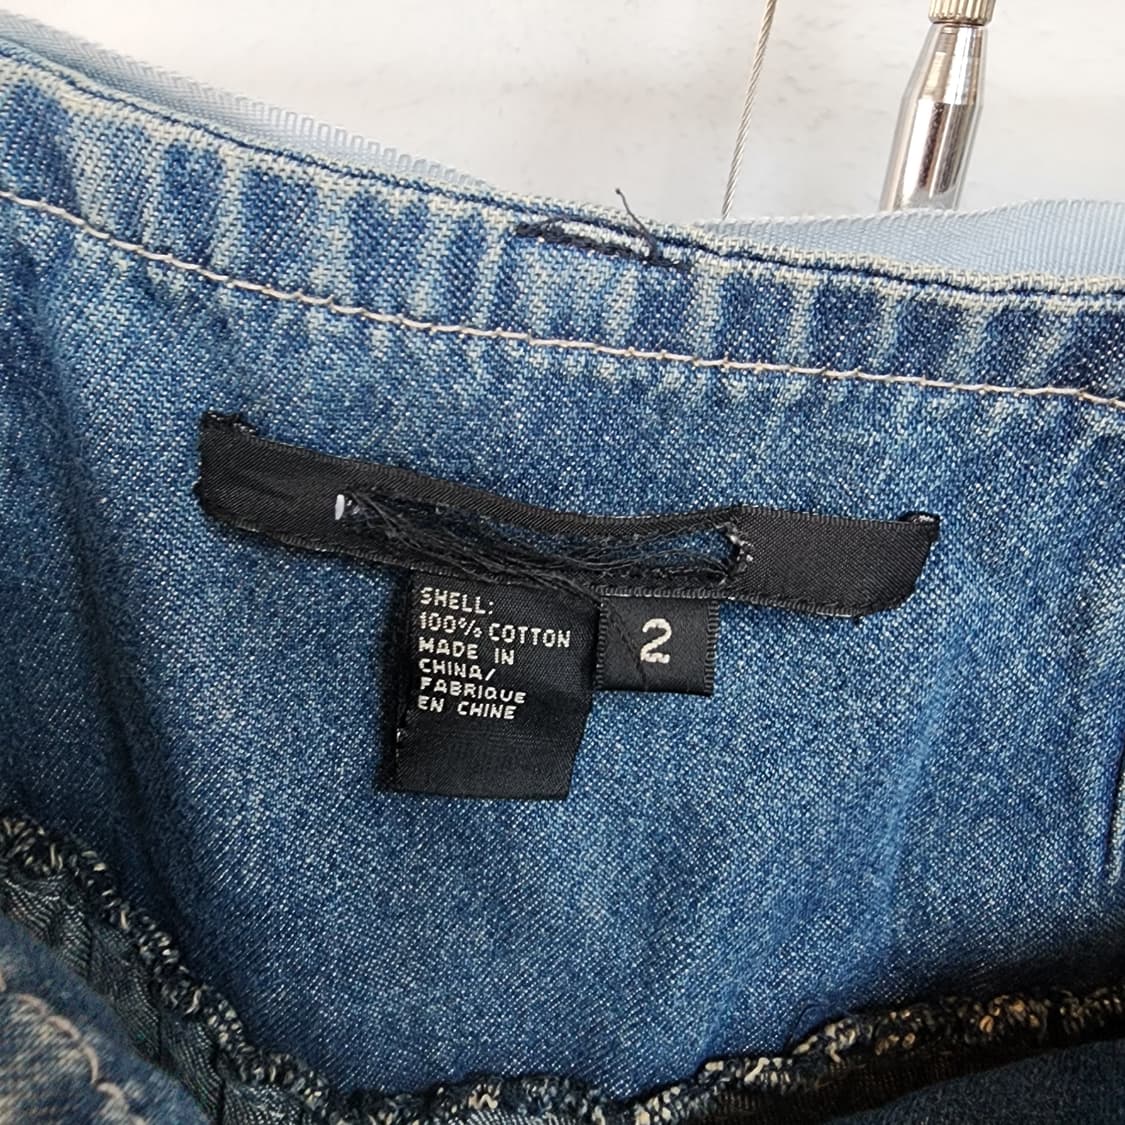 SHELL:
100% COTTON
MADE IN
CHINA/
FABRIQUE
EN CHINE
2